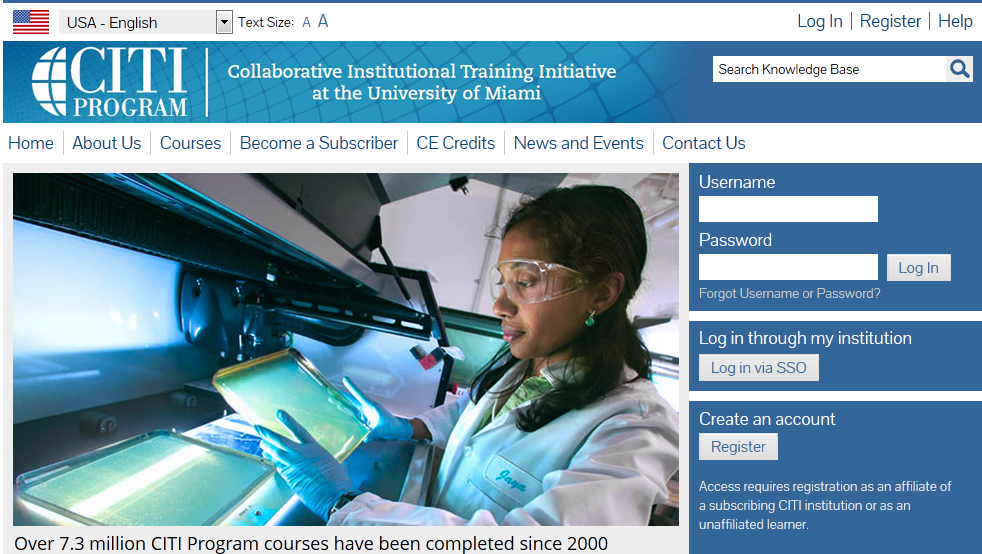 USA - English
Text Size: A A
Log In
Register
Help
CITI
PROGRAM
Collaborative Institutional Training Initiative
at the University of Miami
Search Knowledge Base
Home
About Us
Courses
Become a Subscriber
CE Credits
News and Events
Contact Us
Jaya
Over 7.3 million CITI Program courses have been completed since 2000
Username
Password
Log In
Forgot Username or Password?
Log in through my institution
Log in via SSO
Create an account
Register
Access requires registration as an affiliate of
a subscribing CITI institution or as an
unaffiliated learner.